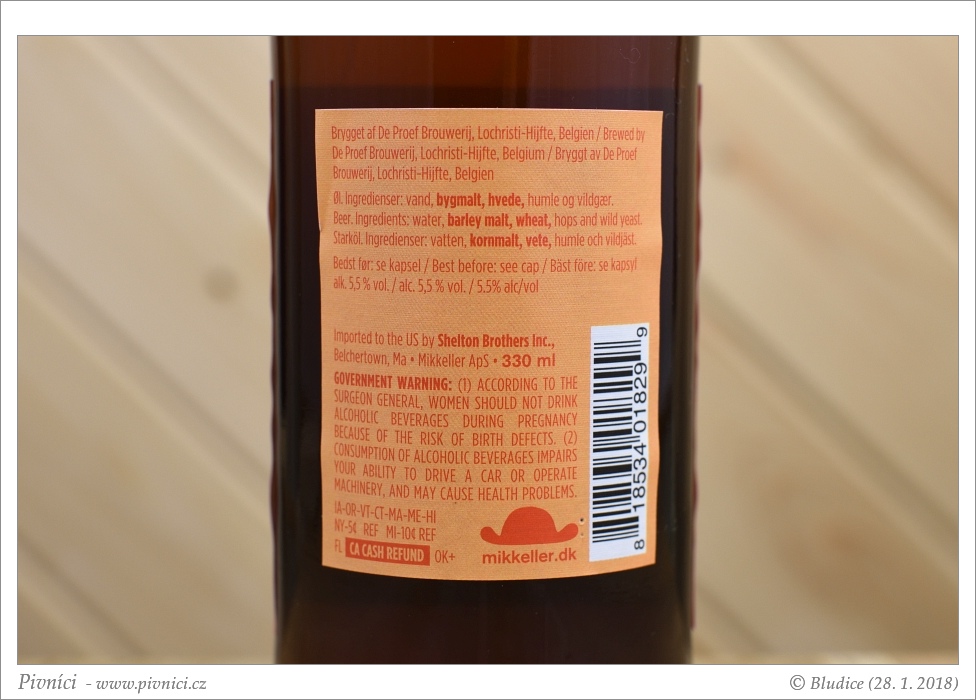 Brygget af De Proef Brouwerij, Lochristi-Hijfte, Belgien / Brewed by
De Proef Brouwerij, Lochristi-Hijfte, Belgium / Bryggt av De Proef
Brouwerij, Lochristi-Hijfte, Belgien
Øl. Ingredienser: vand, bygmalt, hvede, humle og vildgær.
Beer. Ingredients: water, barley malt, wheat, hops and wild yeast.
Starköl. Ingredienser: vatten, kornmalt, vete, humle och vildjäst.
Bedst før: se kapsel / Best before: see cap / Bäst före: se kapsyl
alk. 5,5 % vol. / alc. 5,5 % vol. / 5.5% alc/vol
Imported to the US by Shelton Brothers Inc.,
Belchertown, Ma • Mikkeller ApS • 330 ml
GOVERNMENT WARNING: (1) ACCORDING TO THE
SURGEON GENERAL, WOMEN SHOULD NOT DRINK
ALCOHOLIC BEVERAGES DURING PREGNANCY
BECAUSE OF THE RISK OF BIRTH DEFECTS. (2)
CONSUMPTION OF ALCOHOLIC BEVERAGES IMPAIRS
YOUR ABILITY TO DRIVE A CAR OR OPERATE
MACHINERY, AND MAY CAUSE HEALTH PROBLEMS.
IA-OR-VT-CT-MA-ME-HI
NY-5¢ REF MI-10¢ REF
FL CA CASH REFUND OK+
mikkeller.dk
8 18534 01829 9
Pivníci - www.pivnici.cz
© Bludice (28. 1. 2018)